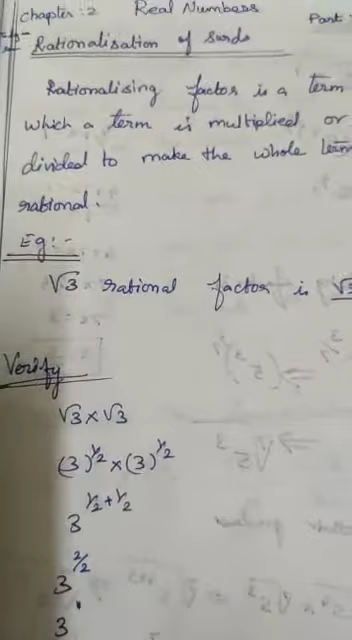 Chapter :- 2 Real Numbers Part :
Rationalisation of Surds
Rationalising factor is a term
which a term is multiplied or
divided to make the whole term
rational.
Eg :-
√3 rational factor is √3
Verify
√3 × √3
(3)^1/2 × (3)^1/2
3^1/2 + 1/2
3^2/2
3
3